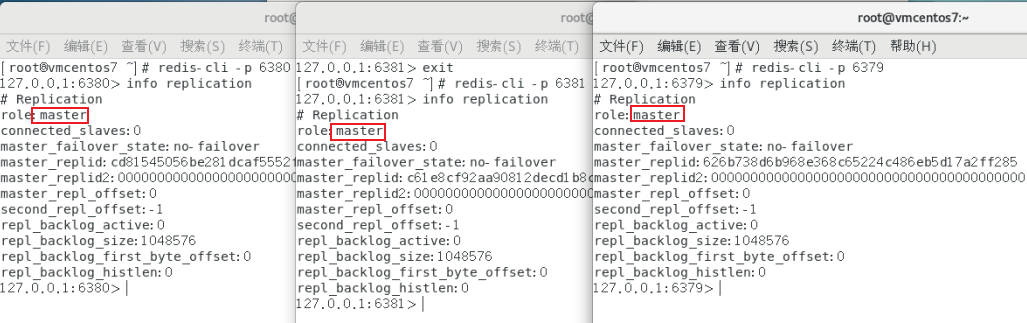 root@
文件(F) 编辑(E) 查看(V) 搜索(S) 终端(T)
[root@vmcentos7 ~]# redis-cli -p 6380
127.0.0.1:6380> info replication
# Replication
role:master
connected_slaves:0
master_failover_state:no-failover
master_replid:cd81545056be281dcaf5552f
master_replid2:000000000000000000000000
master_repl_offset:0
second_repl_offset:-1
repl_backlog_active:0
repl_backlog_size:1048576
repl_backlog_first_byte_offset:0
repl_backlog_histlen:0
127.0.0.1:6380>
root@
文件(F) 编辑(E) 查看(V) 搜索(S) 终端(T)
127.0.0.1:6381> exit
[root@vmcentos7 ~]# redis-cli -p 6381
127.0.0.1:6381> info replication
# Replication
role:master
connected_slaves:0
master_failover_state:no-failover
master_replid:c61e8cf92aa90812decd1b8c
master_replid2:000000000000000000000000
master_repl_offset:0
second_repl_offset:-1
repl_backlog_active:0
repl_backlog_size:1048576
repl_backlog_first_byte_offset:0
repl_backlog_histlen:0
127.0.0.1:6381>
root@vmcentos7:~
文件(F) 编辑(E) 查看(V) 搜索(S) 终端(T) 帮助(H)
[root@vmcentos7 ~]# redis-cli -p 6379
127.0.0.1:6379> info replication
# Replication
role:master
connected_slaves:0
master_failover_state:no-failover
master_replid:626b738d6b968e368c65224c486eb5d17a2ff285
master_replid2:0000000000000000000000000000000000000000
master_repl_offset:0
second_repl_offset:-1
repl_backlog_active:0
repl_backlog_size:1048576
repl_backlog_first_byte_offset:0
repl_backlog_histlen:0
127.0.0.1:6379>